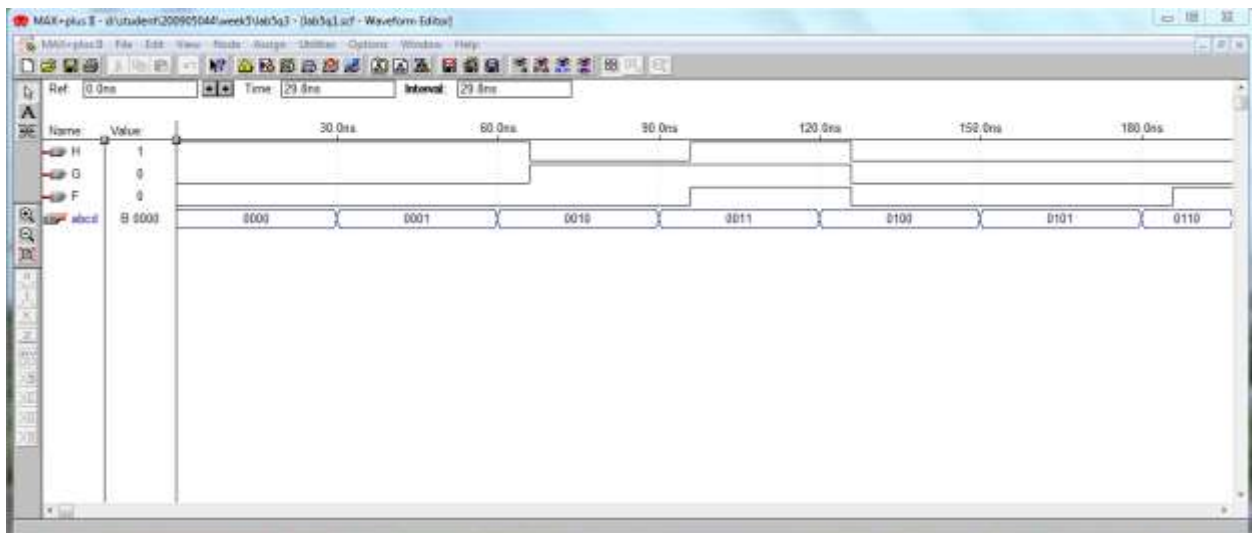 MAX+plus II - d:\student\200905044\week5\lab5q3 - [lab5q1.scf - Waveform Editor]
MAX+plus II File Edit View Node Assign Utilities Options Window Help
Ref: 0.0ns Time: 29.8ns Interval: 29.8ns
A
Name: Value: 30.0ns 60.0ns 90.0ns 120.0ns 150.0ns 180.0ns
H 1
G 0
F 0
abcd B 0000 0000 0001 0010 0011 0100 0101 0110